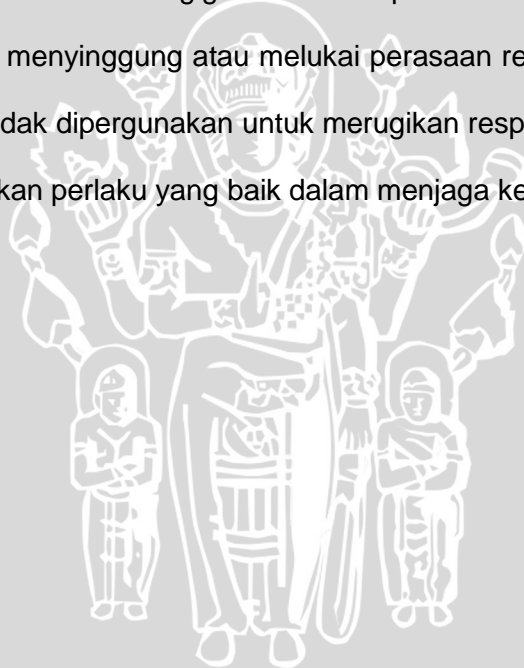 menyinggung atau melukai perasaan re
dak dipergunakan untuk merugikan resp
kan perlaku yang baik dalam menjaga ke